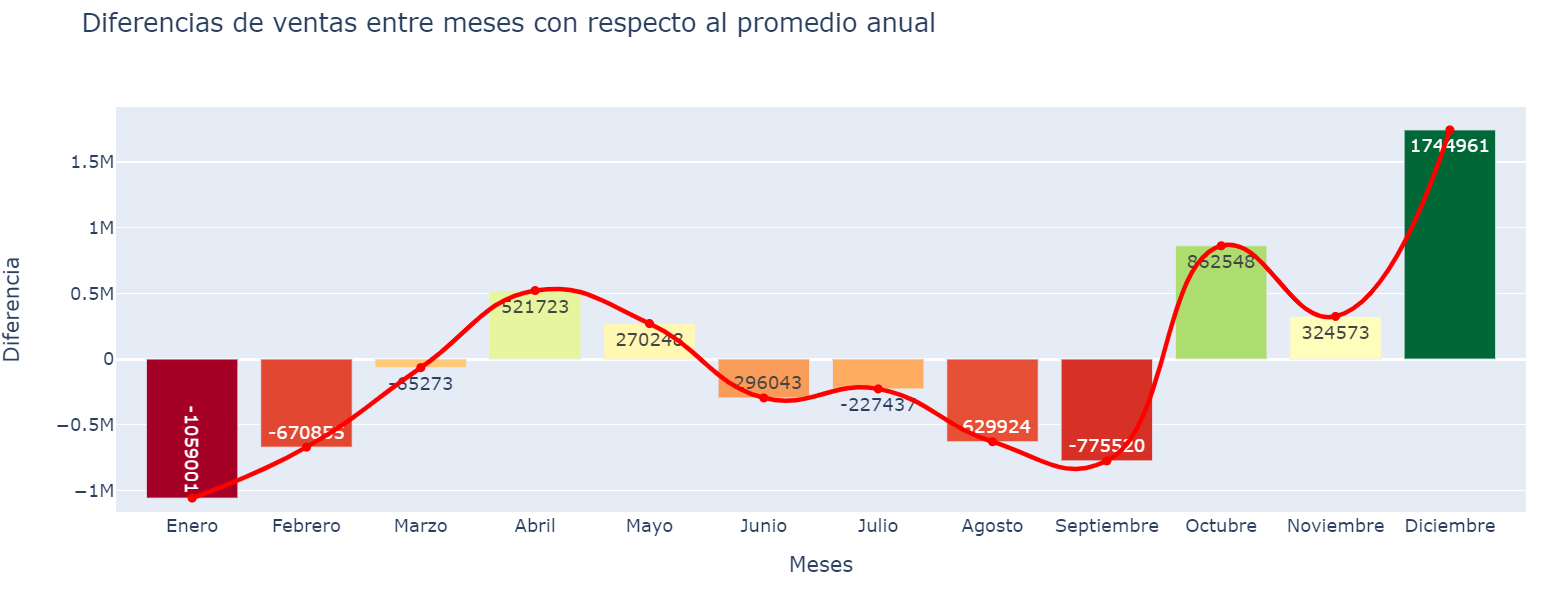 Diferencias de ventas entre meses con respecto al promedio anual
Diferencia
1.5M
1M
0.5M
0
−0.5M
−1M
-1059001
-670855
-65273
521723
270248
-296043
-227437
-629924
-775520
862548
324573
1744961
Enero
Febrero
Marzo
Abril
Mayo
Junio
Julio
Agosto
Septiembre
Octubre
Noviembre
Diciembre
Meses